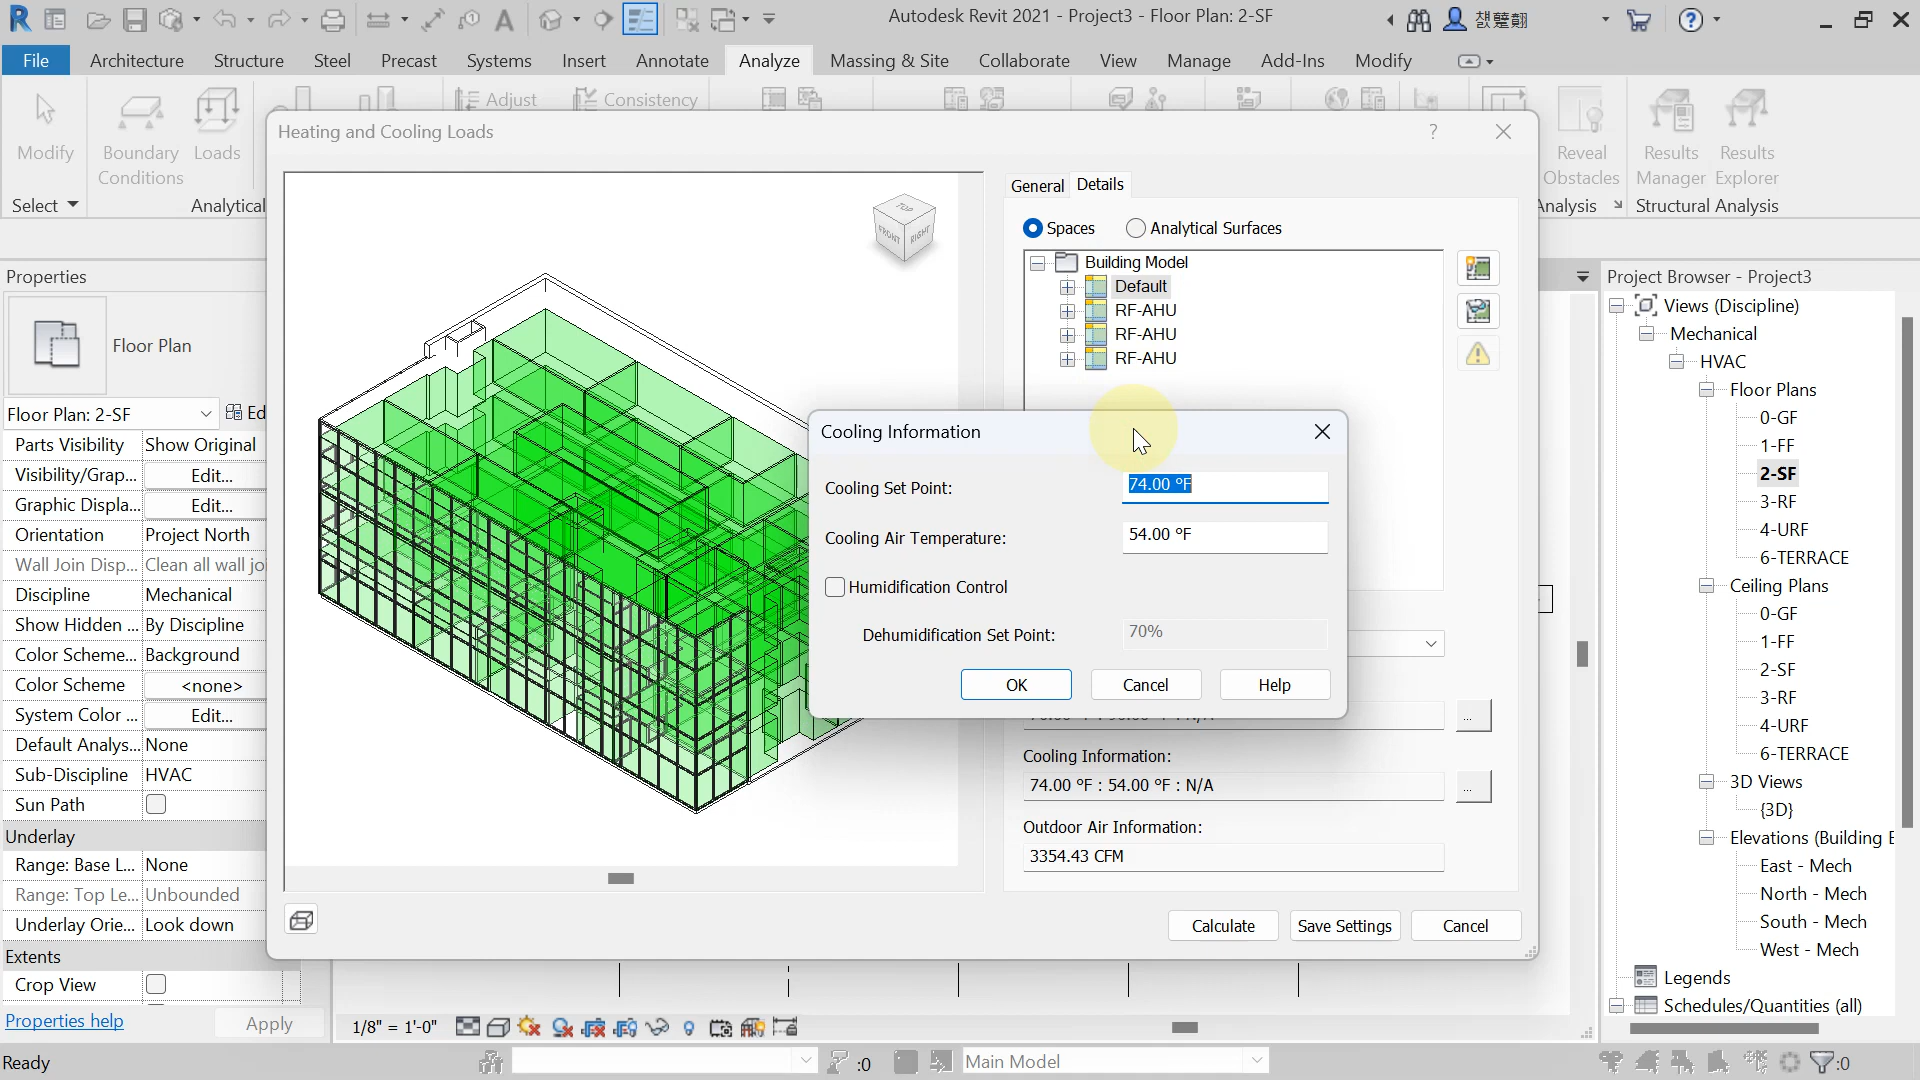 Autodesk Revit 2021 - Project3 - Floor Plan: 2-SF
File Architecture Structure Steel Precast Systems Insert Annotate Analyze Massing & Site Collaborate View Manage Add-Ins Modify
Adjust Consistency
Modify
Boundary Conditions
Loads
Reveal Obstacles
Results Manager
Results Explorer
Select
Analytical
Analysis
Structural Analysis
Heating and Cooling Loads
?
TOP
FRONT
RIGHT
General Details
Spaces Analytical Surfaces
Building Model
Default
RF-AHU
RF-AHU
RF-AHU
Cooling Information
Cooling Set Point: 74.00 °F
Cooling Air Temperature: 54.00 °F
Humidification Control
Dehumidification Set Point: 70%
OK Cancel Help
...
Cooling Information:
74.00 °F : 54.00 °F : N/A
...
Outdoor Air Information:
3354.43 CFM
Calculate Save Settings Cancel
Properties
Floor Plan
Floor Plan: 2-SF Ed
Parts Visibility Show Original
Visibility/Grap... Edit...
Graphic Displa... Edit...
Orientation Project North
Wall Join Disp... Clean all wall joi
Discipline Mechanical
Show Hidden ... By Discipline
Color Scheme... Background
Color Scheme <none>
System Color ... Edit...
Default Analys... None
Sub-Discipline HVAC
Sun Path
Underlay
Range: Base L... None
Range: Top Le... Unbounded
Underlay Orie... Look down
Extents
Crop View
Properties help Apply
Project Browser - Project3
Views (Discipline)
Mechanical
HVAC
Floor Plans
0-GF
1-FF
2-SF
3-RF
4-URF
6-TERRACE
Ceiling Plans
0-GF
1-FF
2-SF
3-RF
4-URF
6-TERRACE
3D Views
{3D}
Elevations (Building E
East - Mech
North - Mech
South - Mech
West - Mech
Legends
Schedules/Quantities (all)
1/8" = 1'-0"
Ready
:0
Main Model
:0